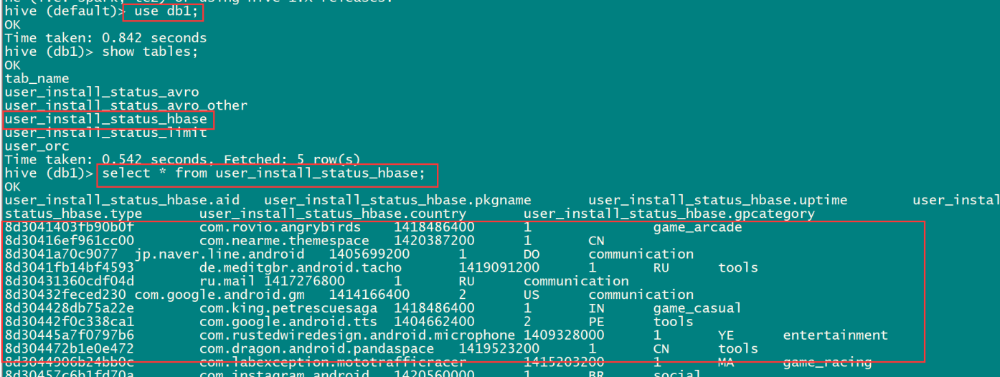 hive (default)> use db1;
OK
Time taken: 0.842 seconds
hive (db1)> show tables;
OK
tab_name
user_install_status_avro
user_install_status_avro_other
user_install_status_hbase
user_install_status_limit
user_orc
Time taken: 0.542 seconds, Fetched: 5 row(s)
hive (db1)> select * from user_install_status_hbase;
OK
user_install_status_hbase.aid user_install_status_hbase.pkgname user_install_status_hbase.uptime user_instal
status_hbase.type user_install_status_hbase.country user_install_status_hbase.gpcategory
8d3041403fb90b0f com.rovio.angrybirds 1418486400 1 game_arcade
8d30416ef961cc00 com.nearme.themespace 1420387200 1 CN
8d3041a70c9077 jp.naver.line.android 1405699200 1 DO communication
8d3041fb14bf4593 de.meditgbr.android.tacho 1419091200 1 RU tools
8d30431360cdf04d ru.mail 1417276800 1 RU communication
8d30432feced230 com.google.android.gm 1414166400 2 US communication
8d304428db75a22e com.king.petrescuesaga 1418486400 1 IN game_casual
8d30442f0c338ca1 com.google.android.tts 1404662400 2 PE tools
8d30445a7f0797b6 com.rustedwiredesign.android.microphone 1409328000 1 YE entertainment
8d304472b1e0e472 com.dragon.android.pandaspace 1419523200 1 CN tools
8d304906b24bb0c com.labexception.mototrafficracer 1415203200 1 MA game_racing
8d30457c6b1fd70a com.instagram.android 1420560000 1 BR social